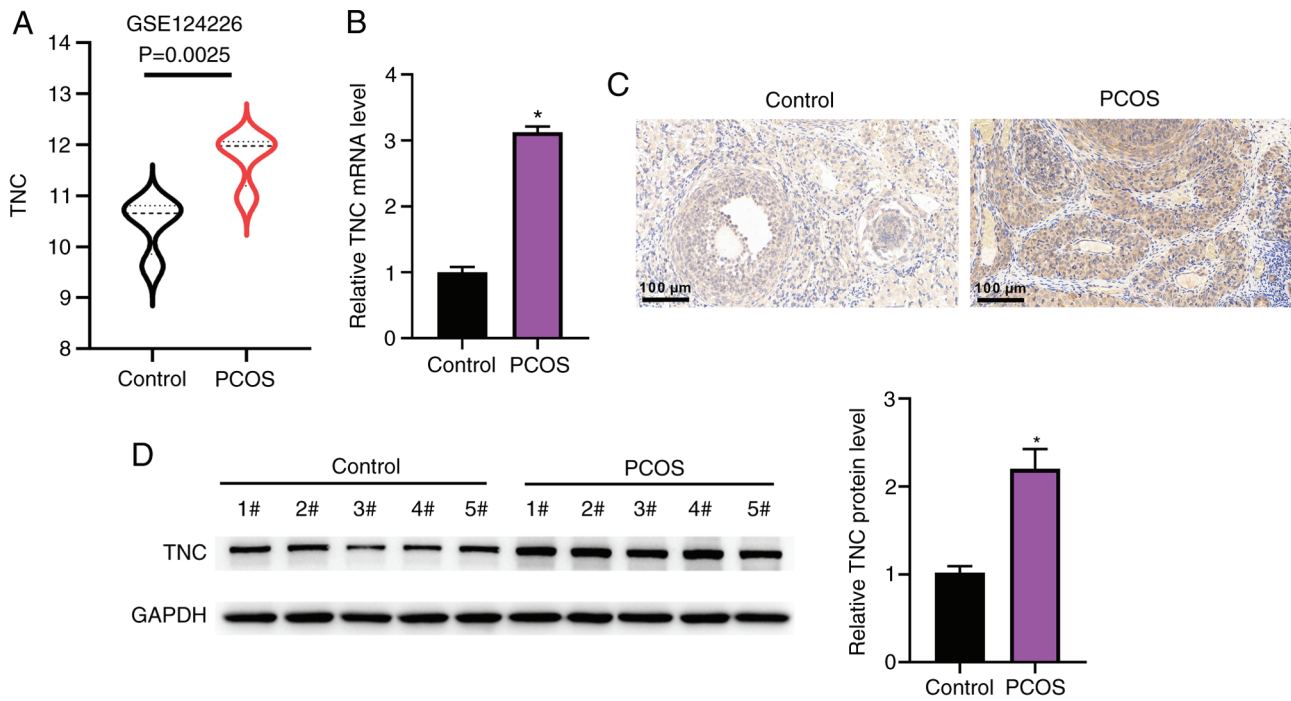 A
GSE124226
P=0.0025
14
13
12
11
10
9
8
TNC
Control PCOS
B
4
3
2
1
0
Relative TNC mRNA level
*
Control PCOS
C
Control PCOS
100 µm
100 µm
D
Control PCOS
1# 2# 3# 4# 5# 1# 2# 3# 4# 5#
TNC
GAPDH
3
2
1
0
Relative TNC protein level
*
Control PCOS